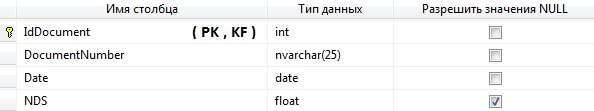 Имя столбца Тип данных Разрешить значения NULL
IdDocument ( PK , KF ) int
DocumentNumber nvarchar(25)
Date date
NDS float